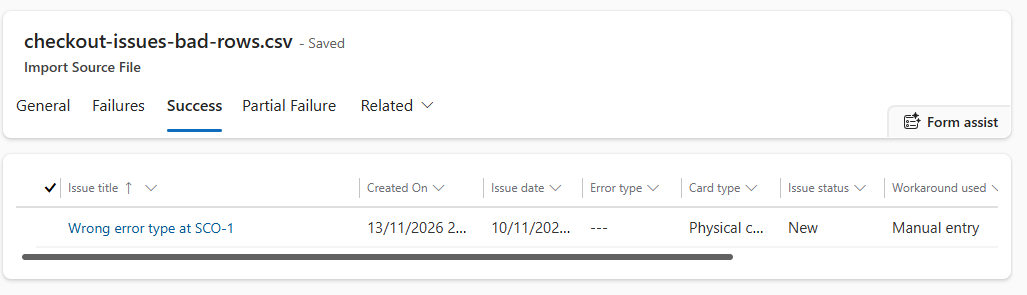 checkout-issues-bad-rows.csv - Saved
Import Source File
General Failures Success Partial Failure Related
Form assist
Issue title Created On Issue date Error type Card type Issue status Workaround used
Wrong error type at SCO-1 13/11/2026 2... 10/11/202... --- Physical c... New Manual entry